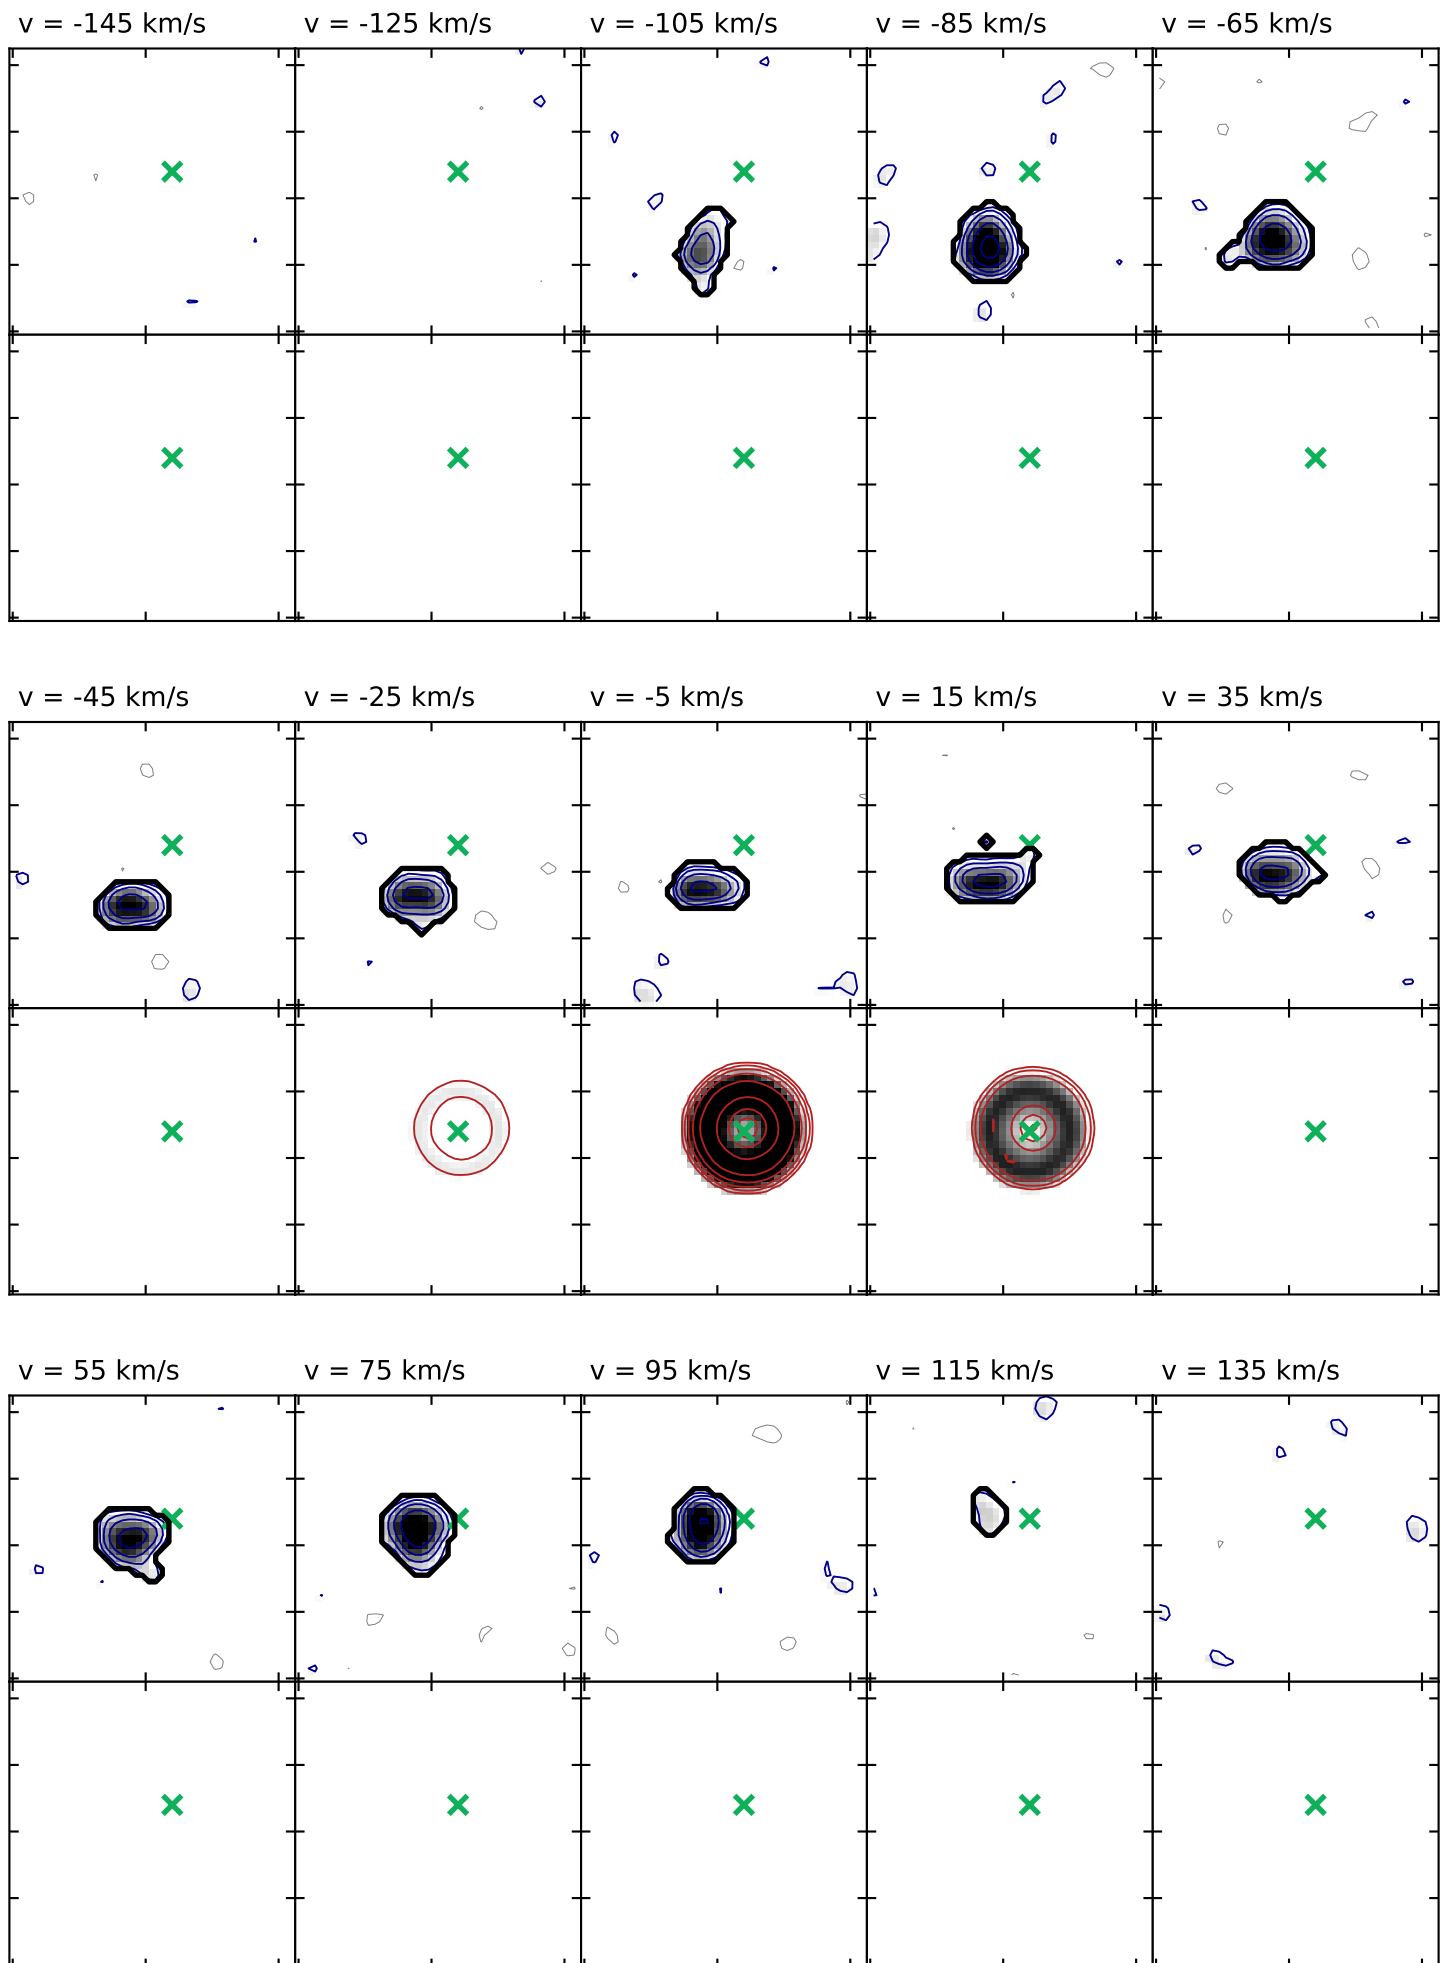 v = -145 km/s
v = -125 km/s
v = -105 km/s
v = -85 km/s
v = -65 km/s
v = -45 km/s
v = -25 km/s
v = -5 km/s
v = 15 km/s
v = 35 km/s
v = 55 km/s
v = 75 km/s
v = 95 km/s
v = 115 km/s
v = 135 km/s